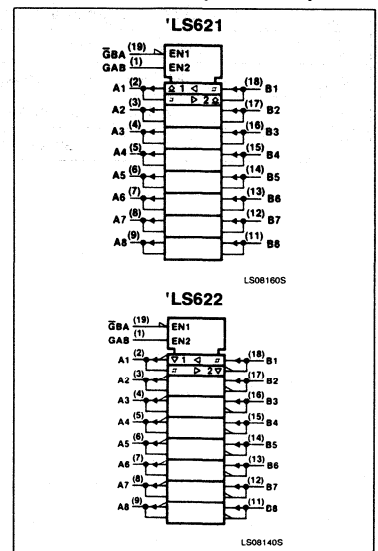 'LS621
G̅BA (19) EN1
GAB (1) EN2
A1 (2) 1 (18) B1
A2 (3) 2 (17) B2
A3 (4) (16) B3
A4 (5) (15) B4
A5 (6) (14) B5
A6 (7) (13) B6
A7 (8) (12) B7
A8 (9) (11) B8
LS08160S
'LS622
G̅BA (19) EN1
GAB (1) EN2
A1 (2) 1 (18) B1
A2 (3) 2 (17) B2
A3 (4) (16) B3
A4 (5) (15) B4
A5 (6) (14) B5
A6 (7) (13) B6
A7 (8) (12) B7
A8 (9) (11) B8
LS08140S